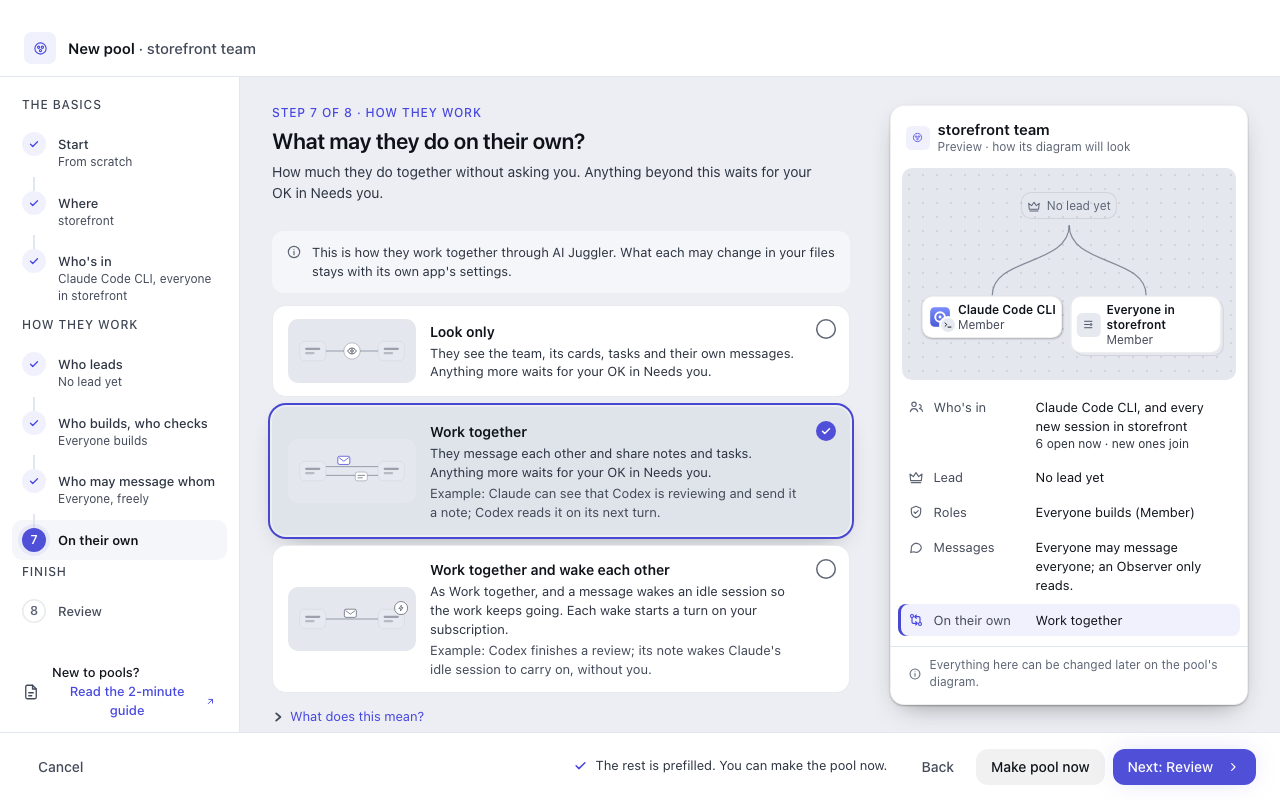 New pool · storefront team
THE BASICS
Start
From scratch
Where
storefront
Who's in
Claude Code CLI, everyone
in storefront
HOW THEY WORK
Who leads
No lead yet
Who builds, who checks
Everyone builds
Who may message whom
Everyone, freely
7
On their own
FINISH
8
Review
New to pools?
Read the 2-minute
guide
STEP 7 OF 8 · HOW THEY WORK
What may they do on their own?
How much they do together without asking you. Anything beyond this waits for your
OK in Needs you.
This is how they work together through AI Juggler. What each may change in your files
stays with its own app's settings.
Look only
They see the team, its cards, tasks and their own messages.
Anything more waits for your OK in Needs you.
Work together
They message each other and share notes and tasks.
Anything more waits for your OK in Needs you.
Example: Claude can see that Codex is reviewing and send it
a note; Codex reads it on its next turn.
Work together and wake each other
As Work together, and a message wakes an idle session so
the work keeps going. Each wake starts a turn on your
subscription.
Example: Codex finishes a review; its note wakes Claude's
idle session to carry on, without you.
What does this mean?
storefront team
Preview · how its diagram will look
No lead yet
Claude Code CLI
Member
Everyone in
storefront
Member
Who's in
Claude Code CLI, and every
new session in storefront
6 open now · new ones join
Lead
No lead yet
Roles
Everyone builds (Member)
Messages
Everyone may message
everyone; an Observer only
reads.
On their own
Work together
Everything here can be changed later on the pool's
diagram.
Cancel
The rest is prefilled. You can make the pool now.
Back
Make pool now
Next: Review